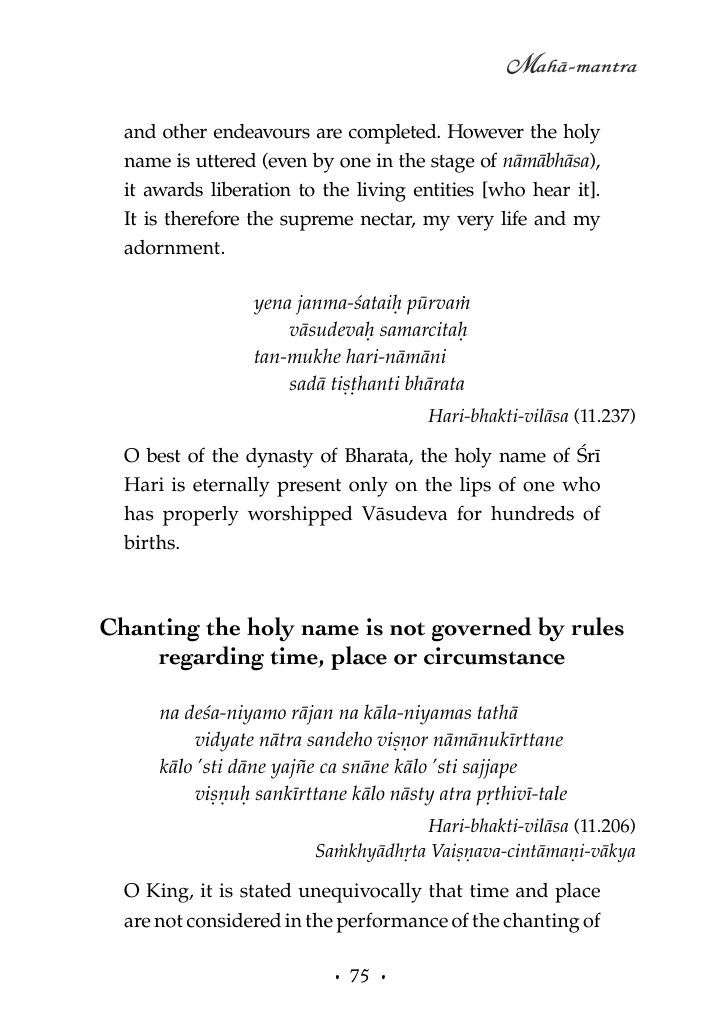 Mahā-mantra
and other endeavours are completed. However the holy
name is uttered (even by one in the stage of nāmābhāsa),
it awards liberation to the living entities [who hear it].
It is therefore the supreme nectar, my very life and my
adornment.
yena janma-śataiḥ pūrvaṁ
vāsudevaḥ samarcitaḥ
tan-mukhe hari-nāmāni
sadā tiṣṭhanti bhārata
Hari-bhakti-vilāsa (11.237)
O best of the dynasty of Bharata, the holy name of Śrī
Hari is eternally present only on the lips of one who
has properly worshipped Vāsudeva for hundreds of
births.
Chanting the holy name is not governed by rules
regarding time, place or circumstance
na deśa-niyamo rājan na kāla-niyamas tathā
vidyate nātra sandeho viṣṇor nāmānukīrttane
kālo ’sti dāne yajñe ca snāne kālo ’sti sajjape
viṣṇuḥ sankīrttane kālo nāsty atra pṛthivī-tale
Hari-bhakti-vilāsa (11.206)
Saṁkhyādhṛta Vaiṣṇava-cintāmaṇi-vākya
O King, it is stated unequivocally that time and place
are not considered in the performance of the chanting of
• 75 •